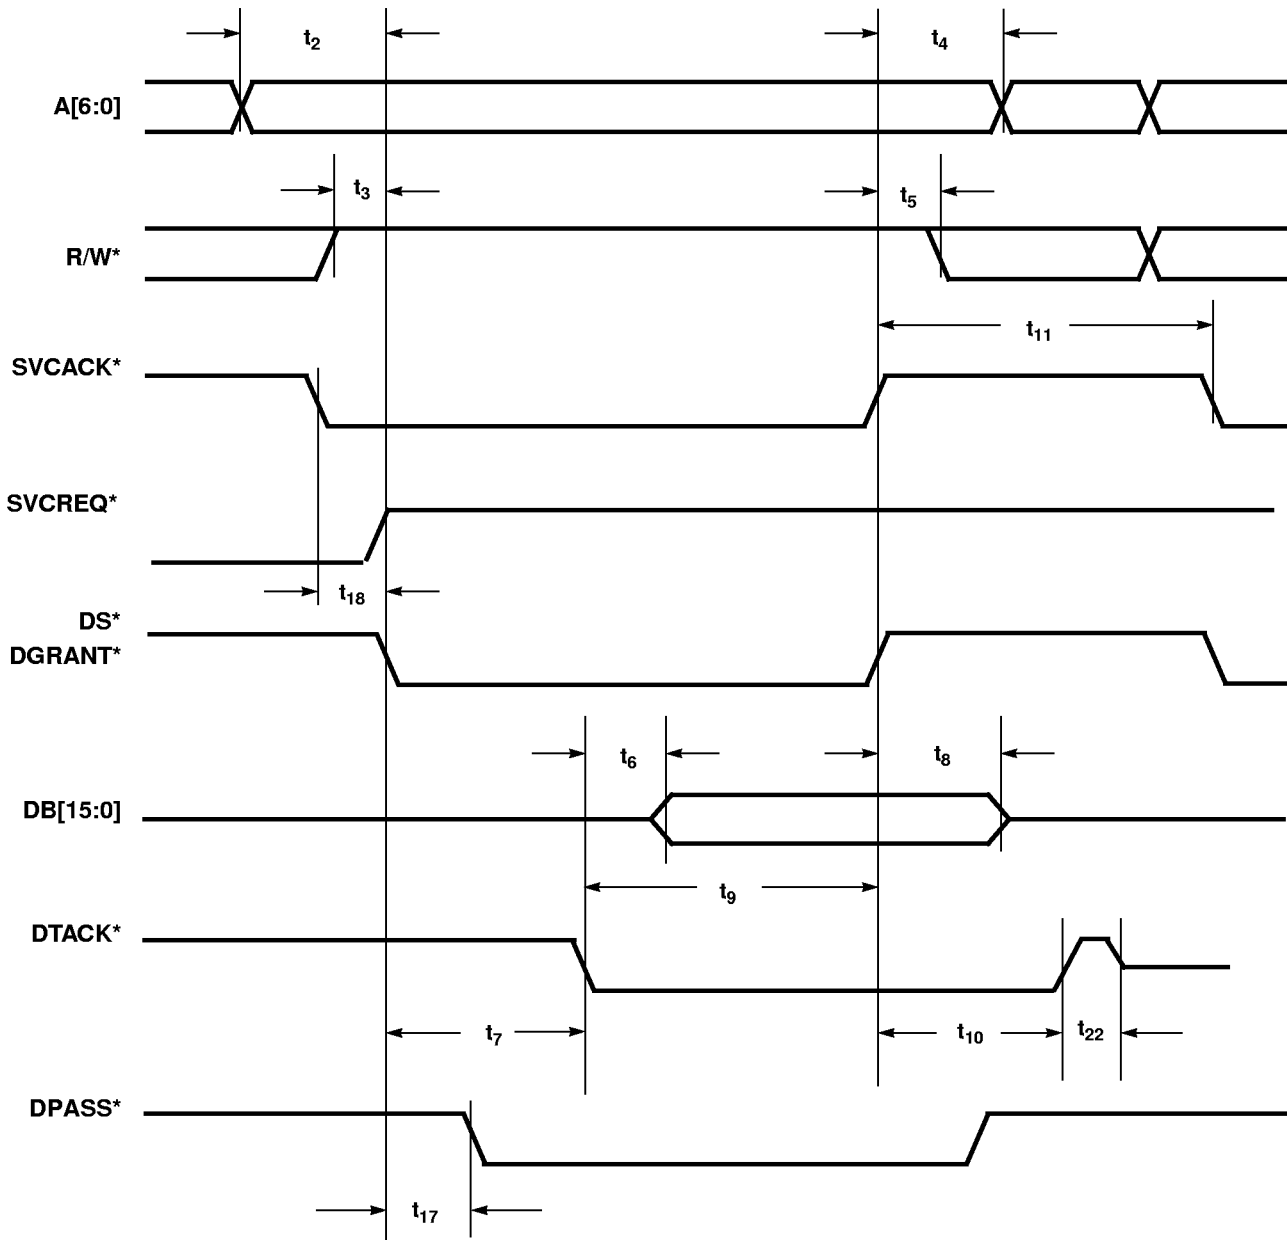 t2
t4
A[6:0]
t3
t5
R/W*
t11
SVCACK*
SVCREQ*
t18
DS*
DGRANT*
t6
t8
DB[15:0]
t9
DTACK*
t7
t10
t22
DPASS*
t17